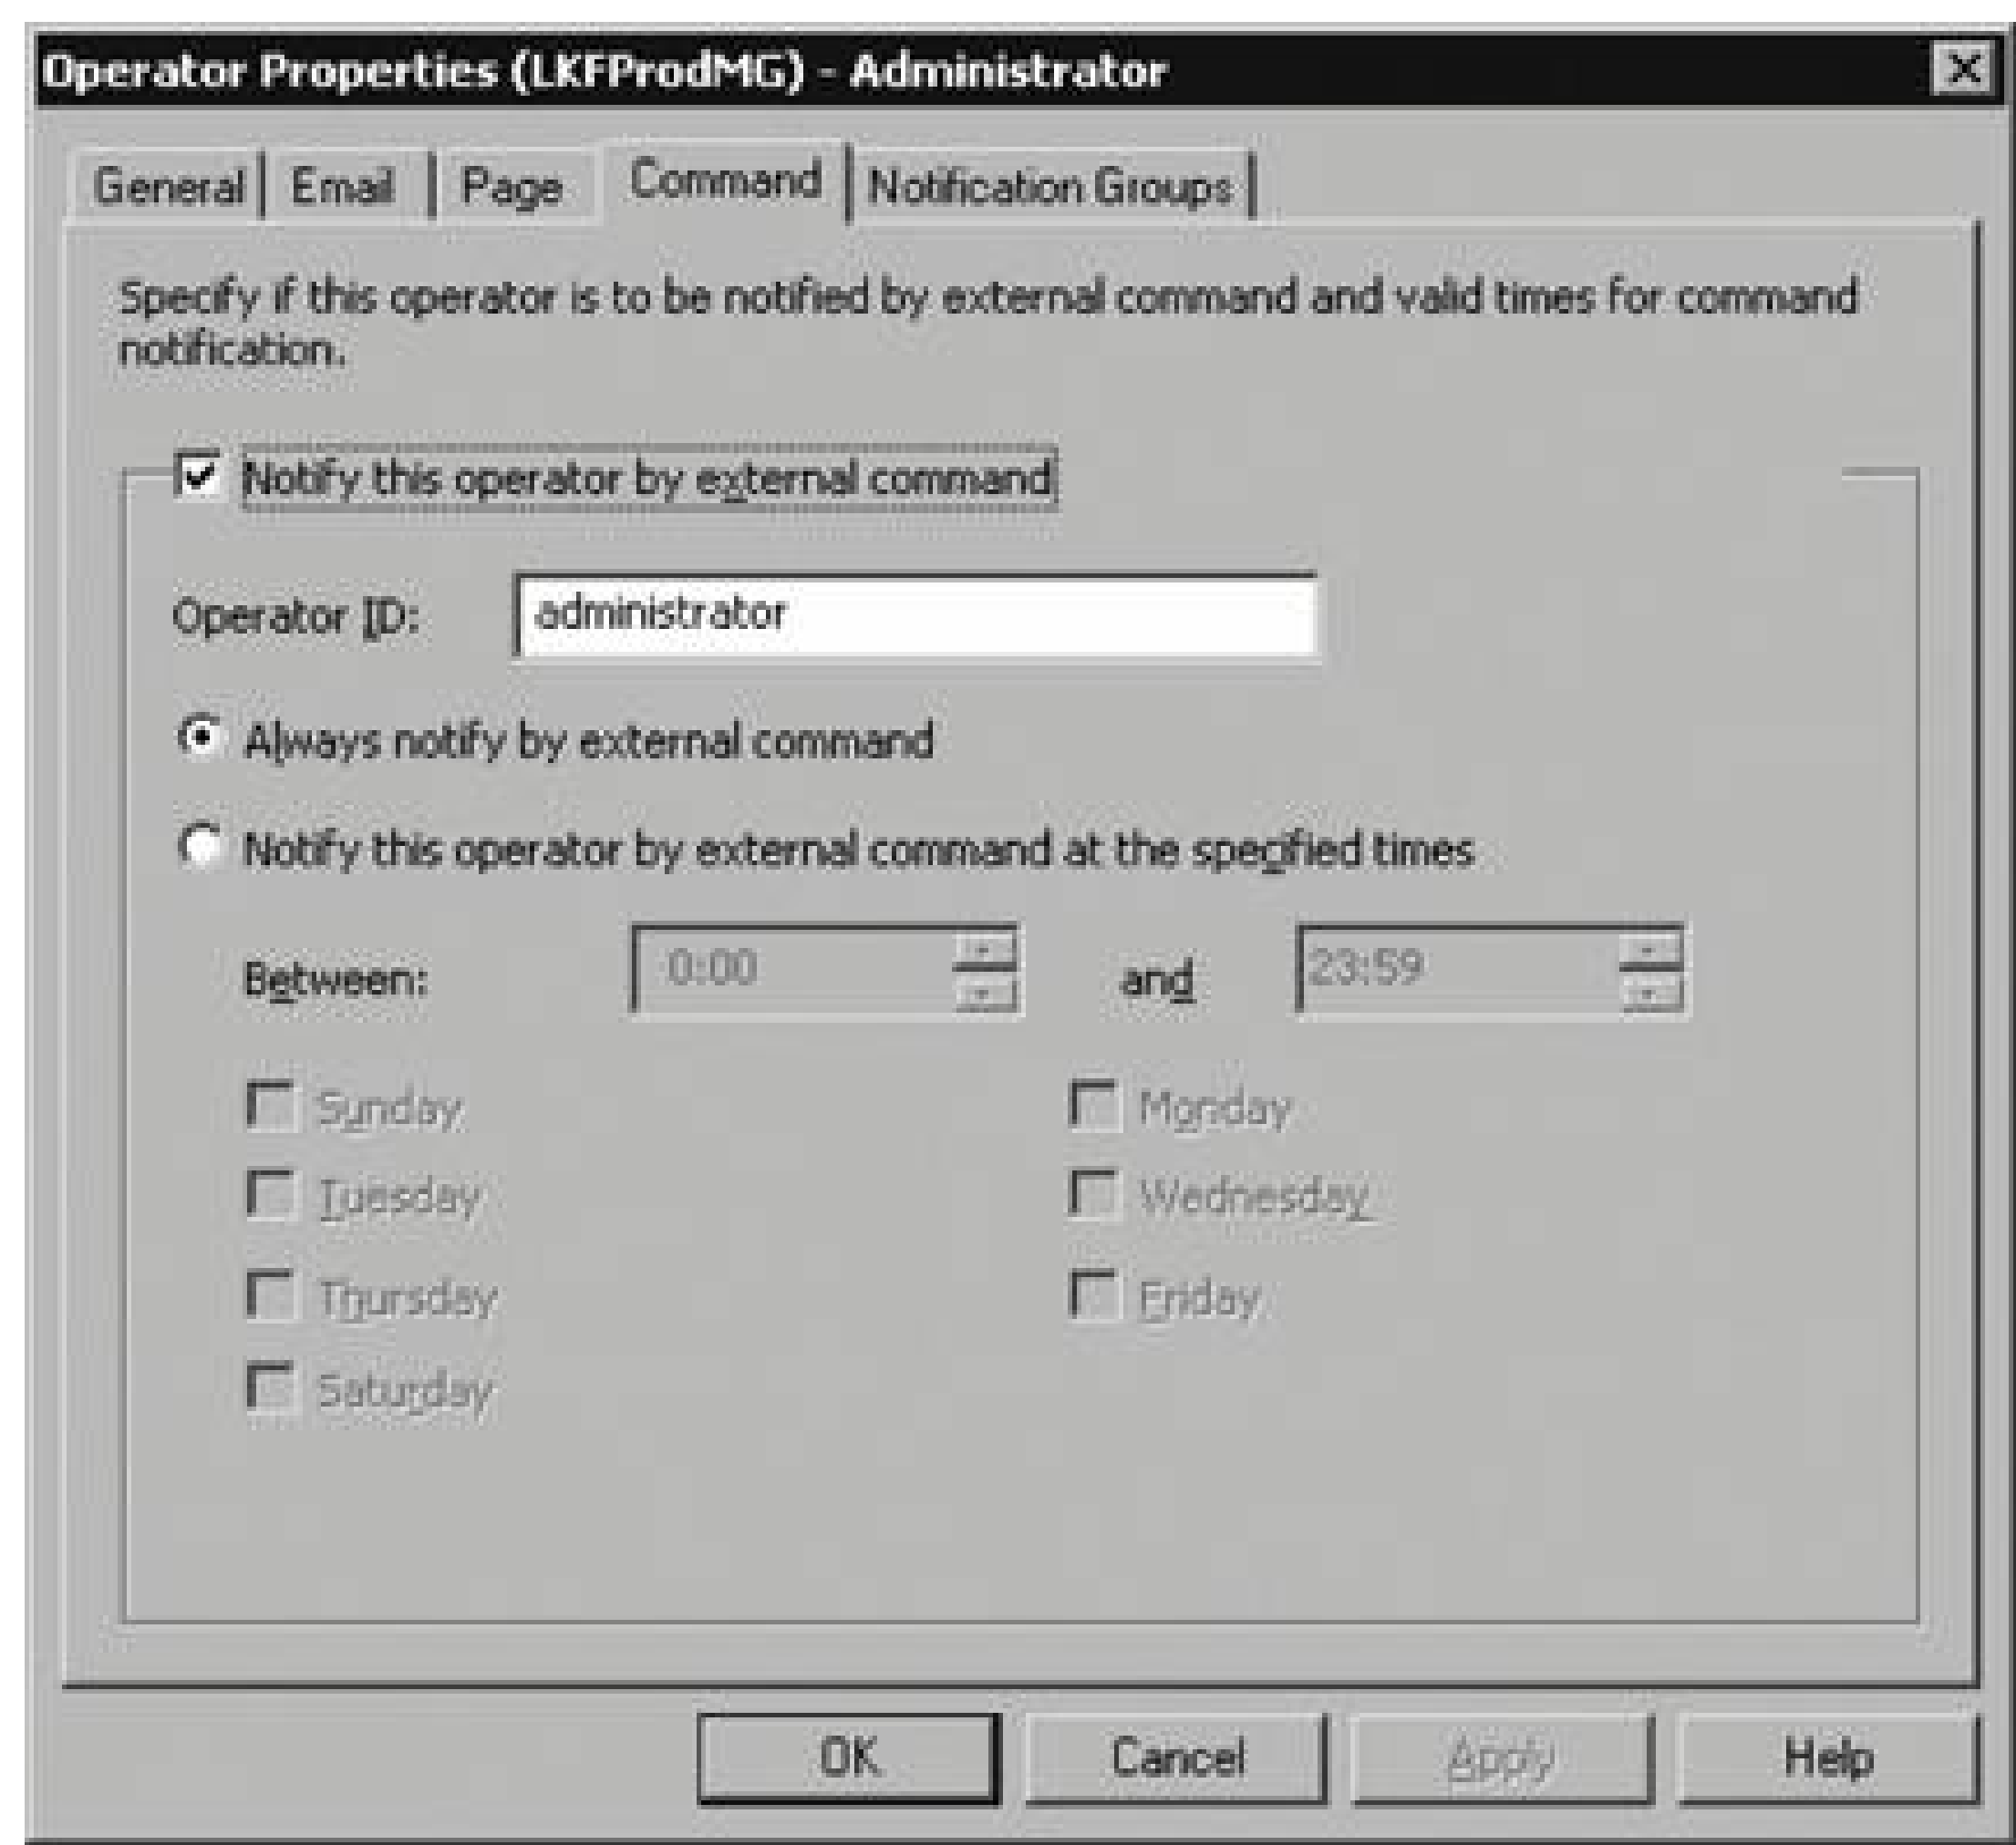 Operator Properties (LKFProdMG) - Administrator
General Email Page Command Notification Groups
Specify if this operator is to be notified by external command and valid times for command
notification.
Notify this operator by external command
Operator ID: administrator
Always notify by external command
Notify this operator by external command at the specified times
Between: 0:00 and 23:59
Sunday Monday
Tuesday Wednesday
Thursday Friday
Saturday
OK Cancel Apply Help